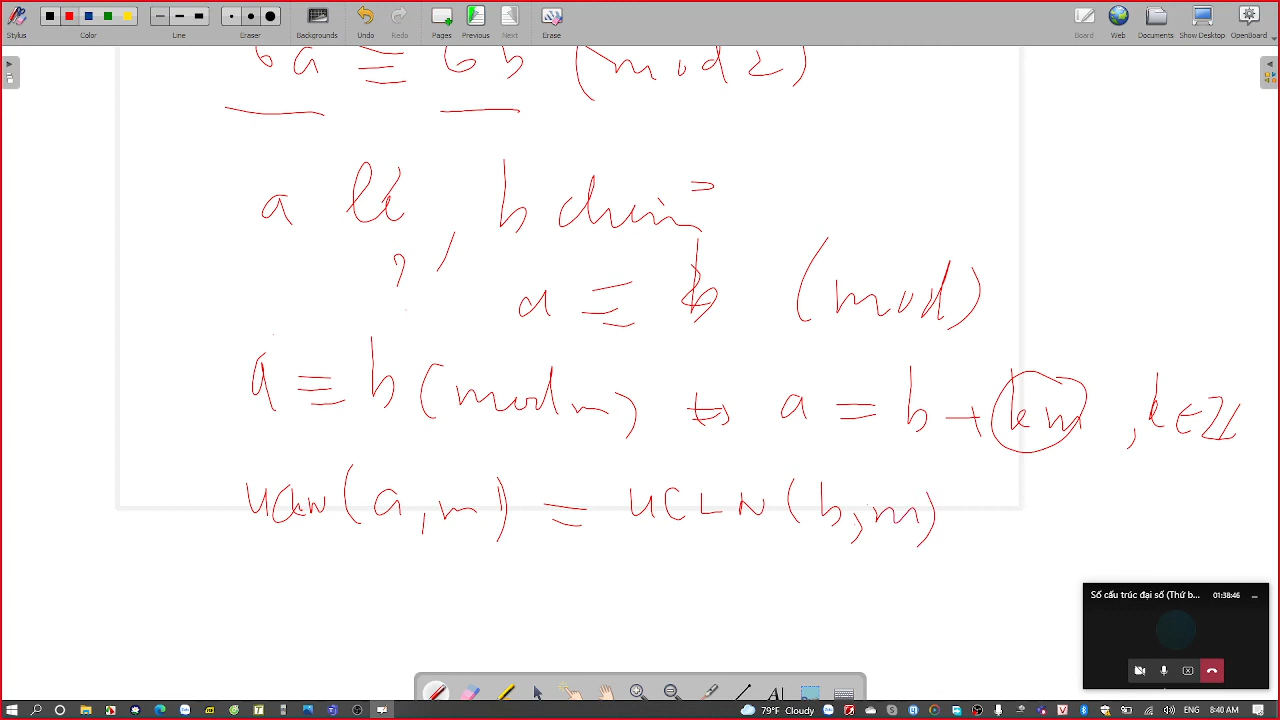 Stylus Color Line Eraser Backgrounds Undo Redo Pages Previous Next Erase Board Web Documents Show Desktop OpenBoard
6a ≡ 6b (mod 2)
a lẻ, b chẵn
?
a ≡ b (mod)
a ≡ b (mod m) ⇔ a = b + km, k ∈ ℤ
UCLN(a, m) = UCLN(b, m)
Số cấu trúc đại số (Thứ b... 01:38:46
79°F Cloudy ENG 8:40 AM